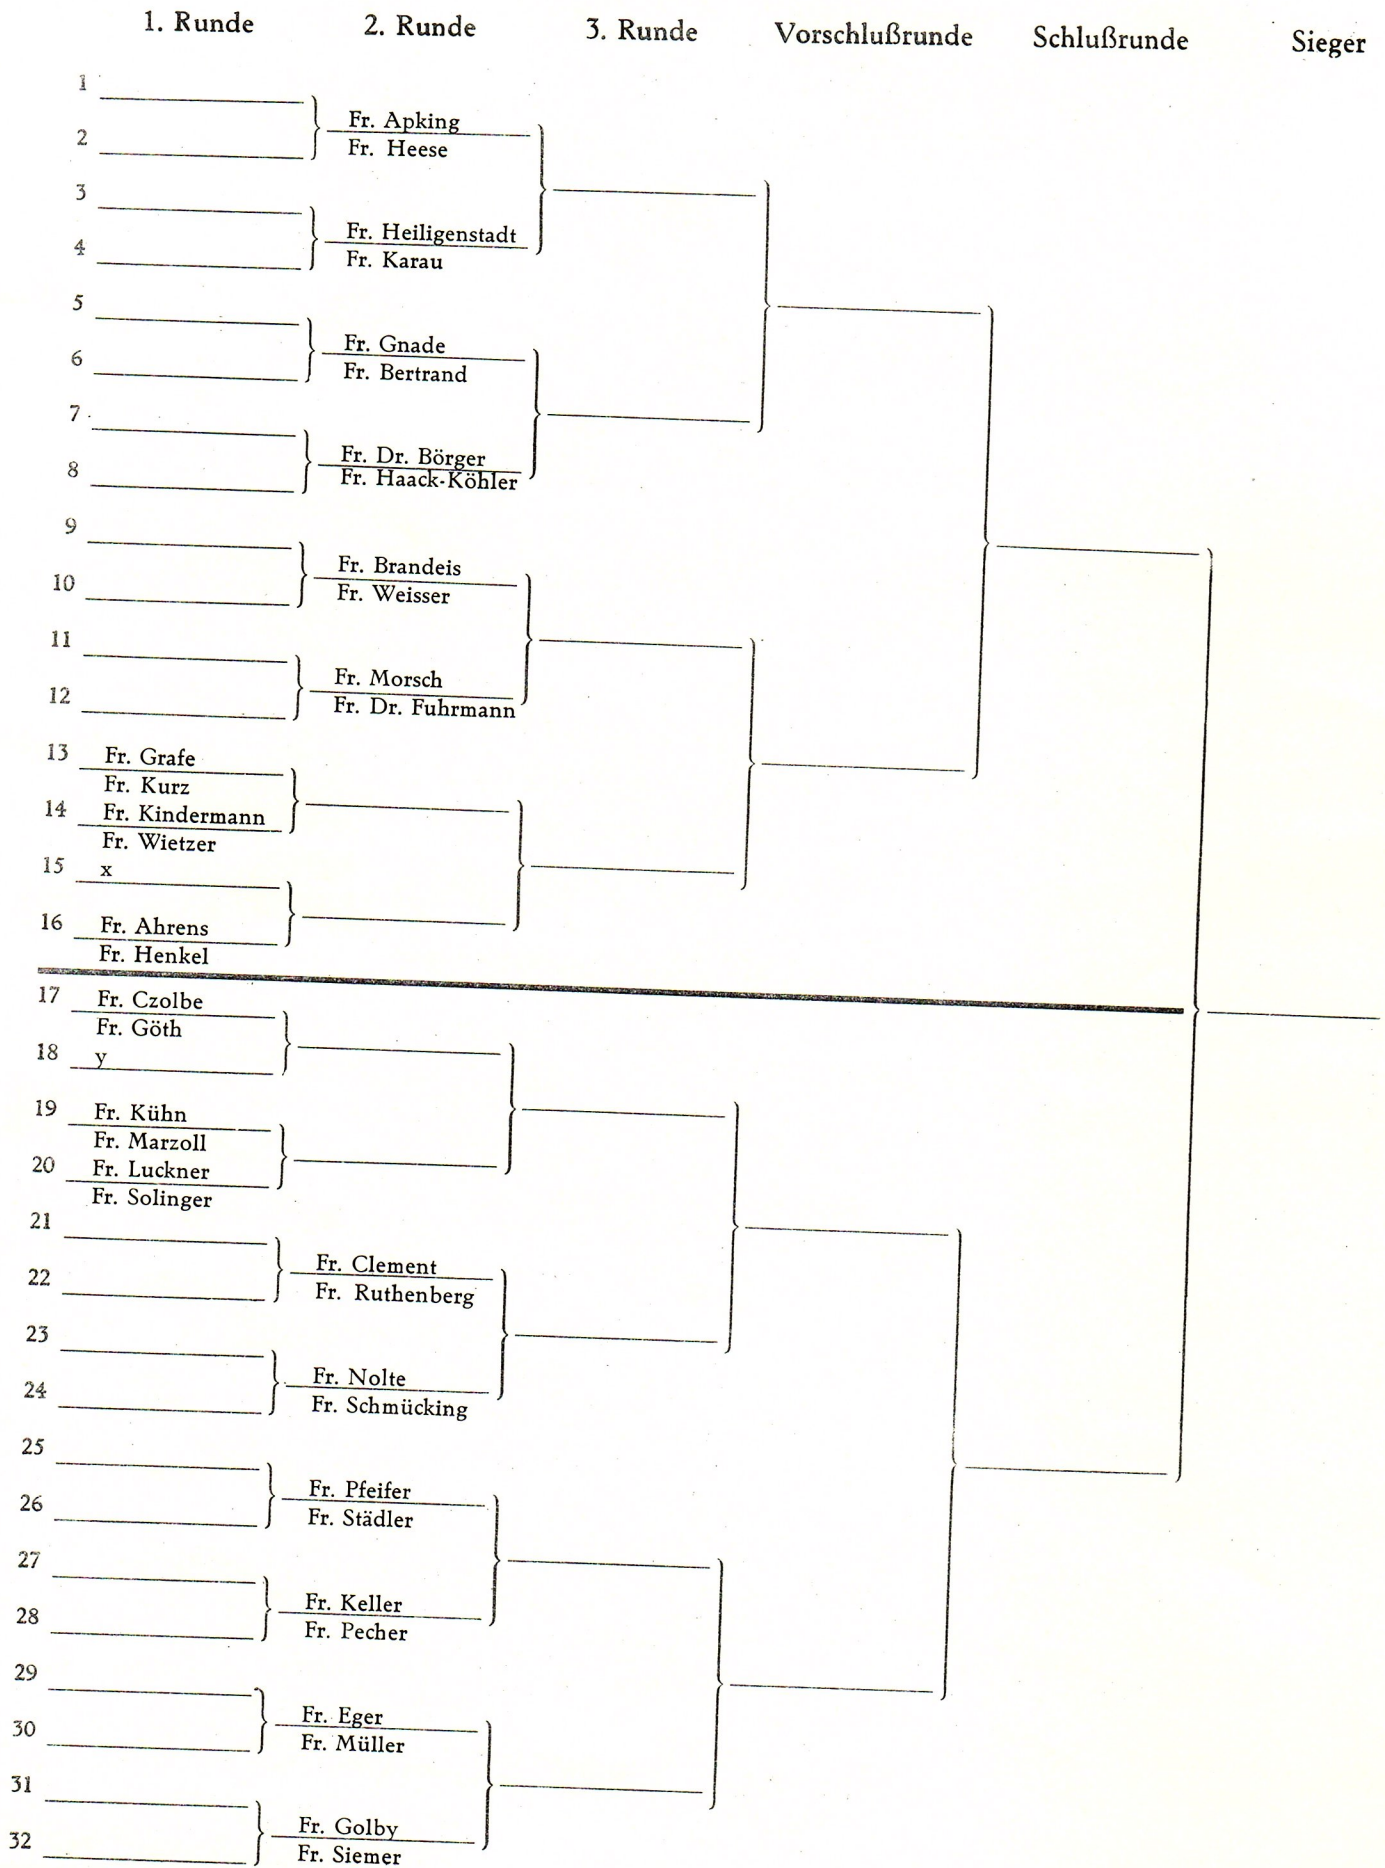 1. Runde 2. Runde 3. Runde Vorschlußrunde Schlußrunde Sieger
1
Fr. Apking
2
Fr. Heese
3
Fr. Heiligenstadt
4
Fr. Karau
5
Fr. Gnade
6
Fr. Bertrand
7
Fr. Dr. Börger
8
Fr. Haack-Köhler
9
Fr. Brandeis
10
Fr. Weisser
11
Fr. Morsch
12
Fr. Dr. Fuhrmann
13 Fr. Grafe
Fr. Kurz
14 Fr. Kindermann
Fr. Wietzer
15 x
16 Fr. Ahrens
Fr. Henkel
17 Fr. Czolbe
Fr. Göth
18 y
19 Fr. Kühn
Fr. Marzoll
20 Fr. Luckner
Fr. Solinger
21
Fr. Clement
22
Fr. Ruthenberg
23
Fr. Nolte
24
Fr. Schmücking
25
Fr. Pfeifer
26
Fr. Städler
27
Fr. Keller
28
Fr. Pecher
29
Fr. Eger
30
Fr. Müller
31
Fr. Golby
32
Fr. Siemer